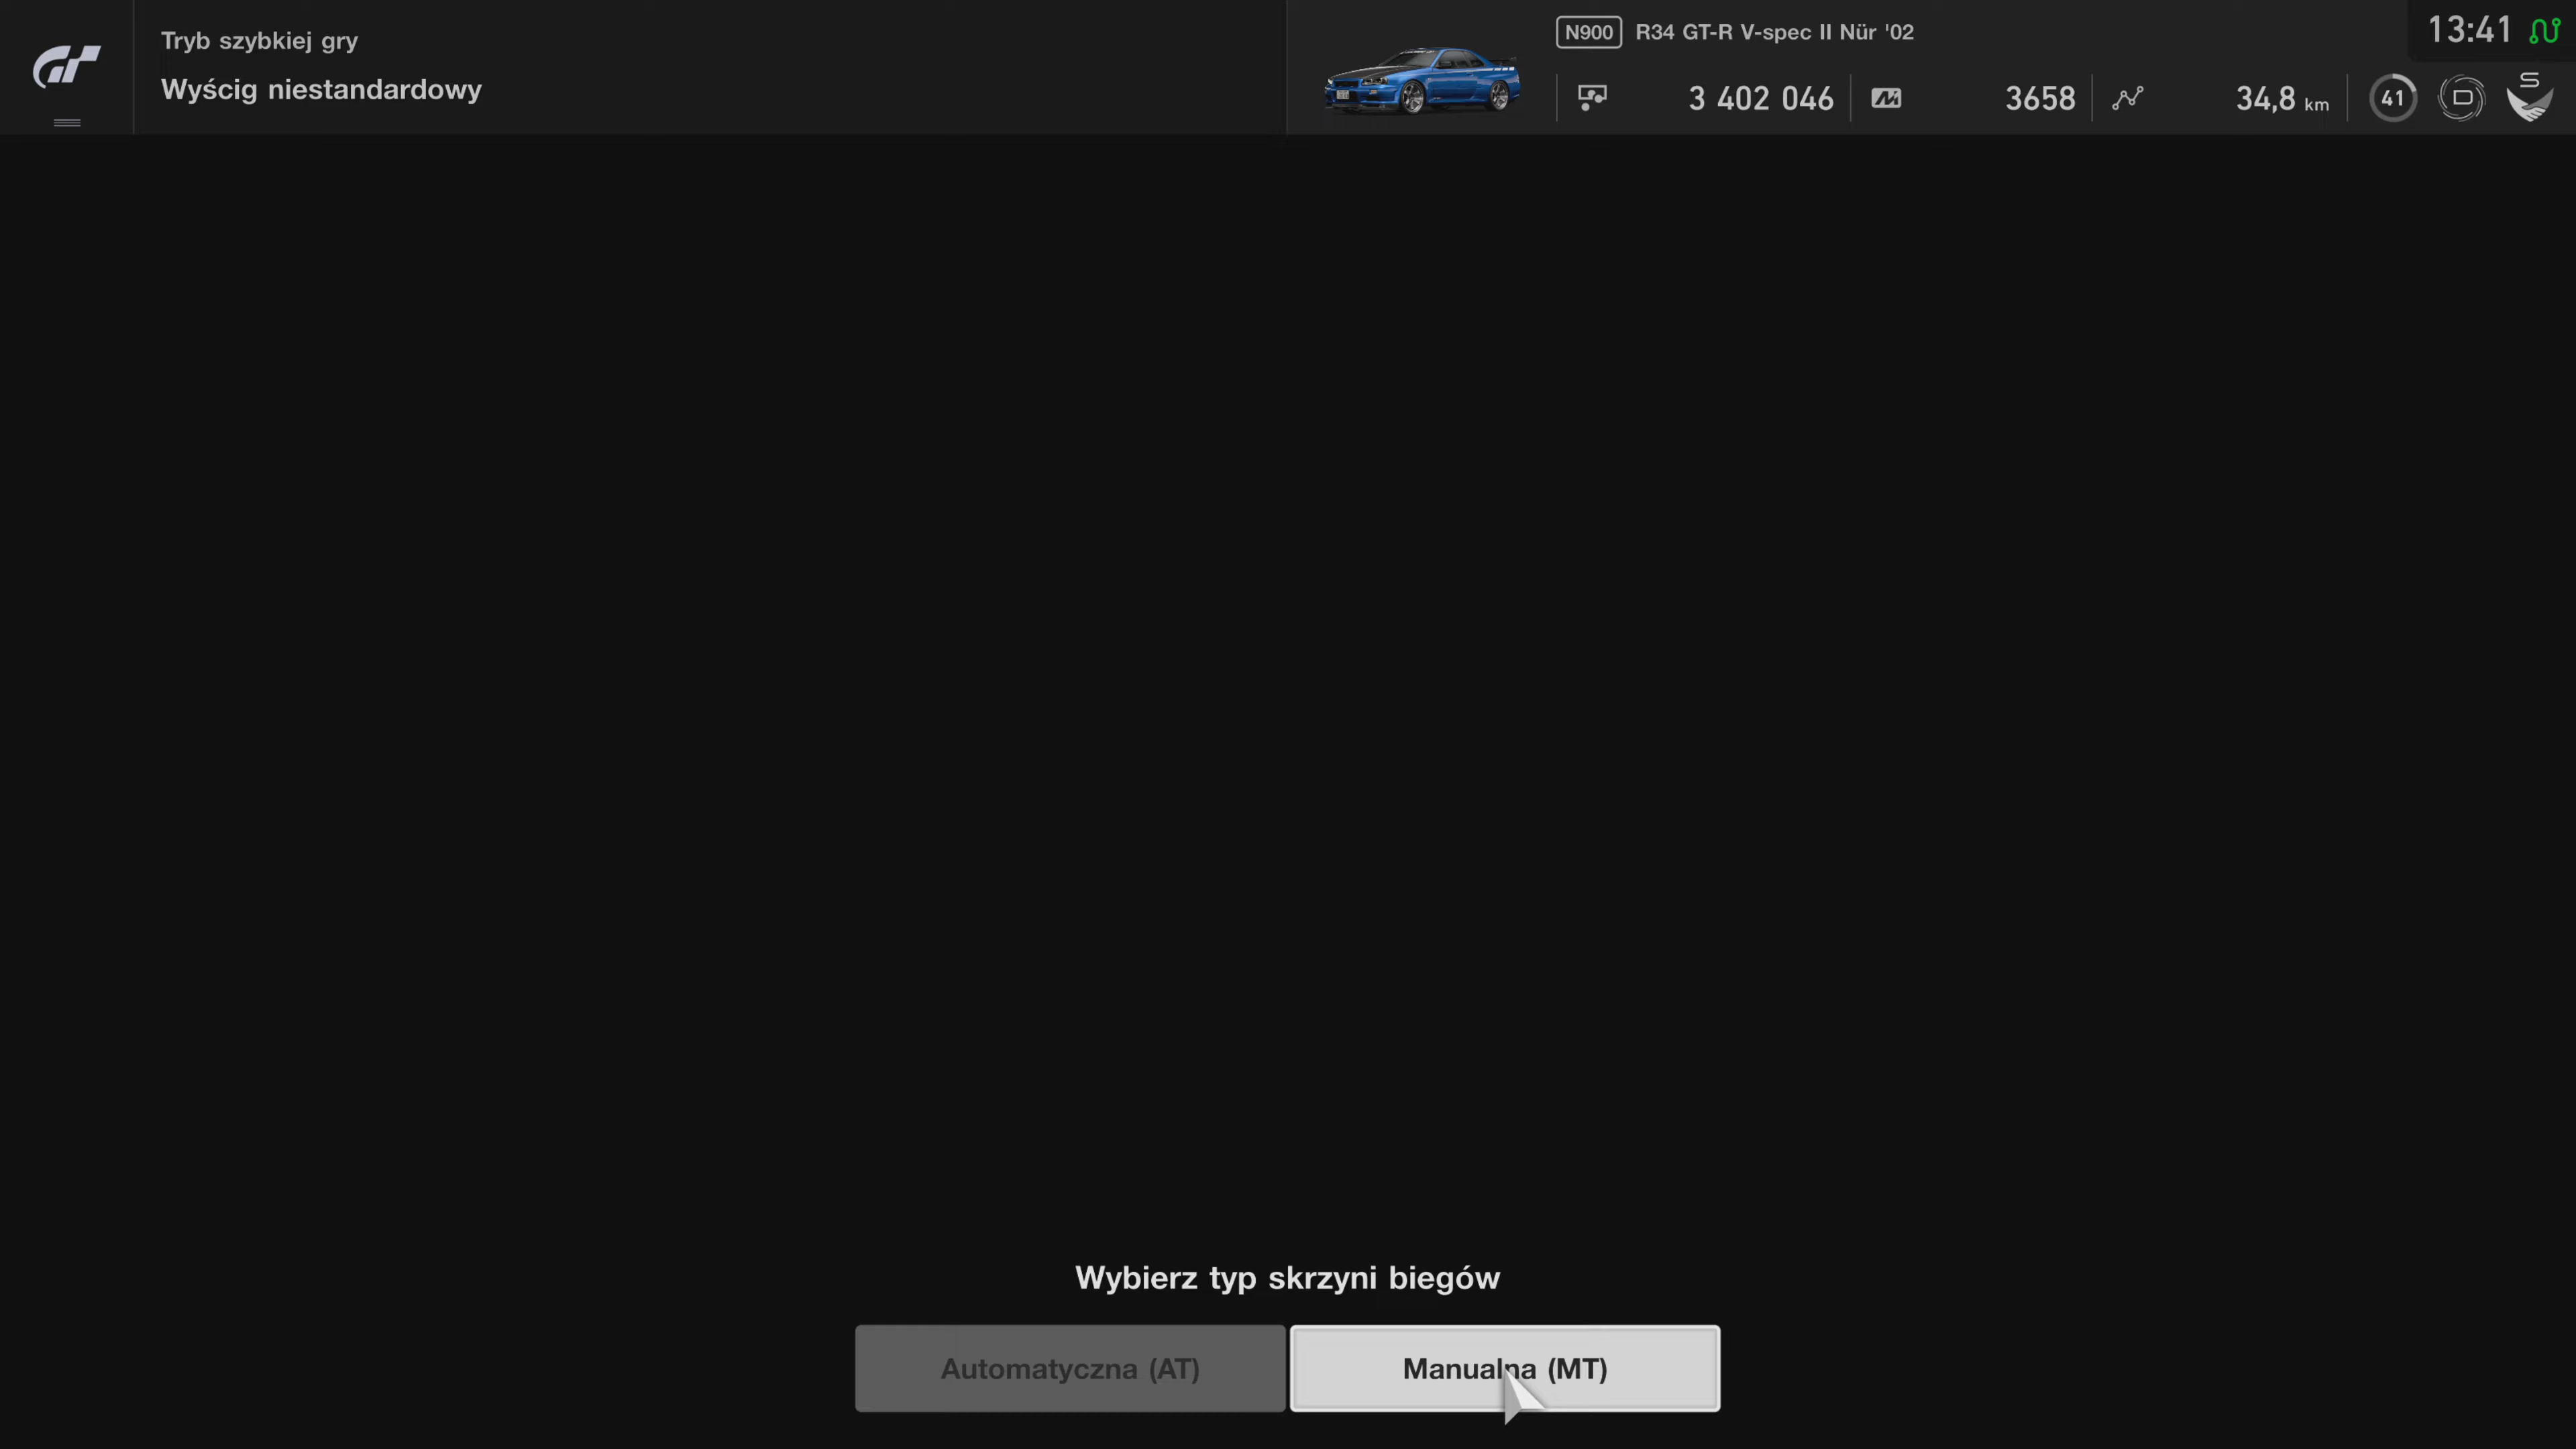 Tryb szybkiej gry
Wyścig niestandardowy
N900 R34 GT-R V-spec II Nür '02
3 402 046
3658
34,8 km
41
D
S
13:41
Wybierz typ skrzyni biegów
Automatyczna (AT)
Manualna (MT)